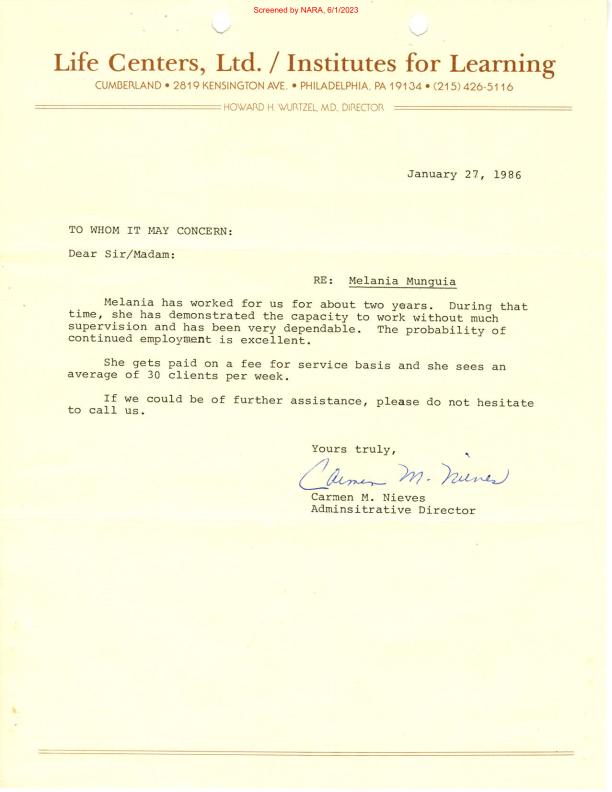 Screened by NARA, 6/1/2023
Life Centers, Ltd. / Institutes for Learning
CUMBERLAND • 2819 KENSINGTON AVE. • PHILADELPHIA, PA 19134 • (215) 426-5116
HOWARD H. WURTZEL, M.D., DIRECTOR
January 27, 1986
TO WHOM IT MAY CONCERN:
Dear Sir/Madam:
RE: Melania Munguia
Melania has worked for us for about two years. During that
time, she has demonstrated the capacity to work without much
supervision and has been very dependable. The probability of
continued employment is excellent.
She gets paid on a fee for service basis and she sees an
average of 30 clients per week.
If we could be of further assistance, please do not hesitate
to call us.
Yours truly,
Carmen M. Nieves
Carmen M. Nieves
Adminsitrative Director